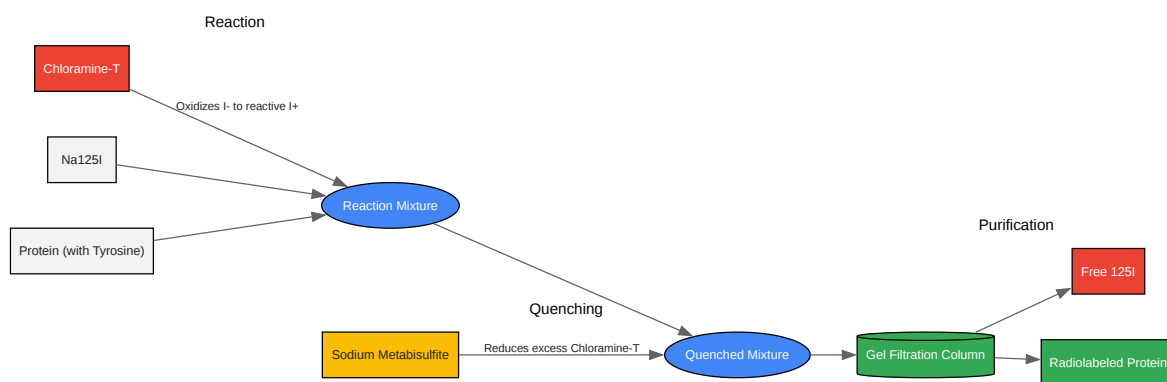 Reaction
Chloramine-T
Oxidizes I- to reactive I+
Na125I
Reaction Mixture
Protein (with Tyrosine)
Purification
Free 125I
Quenching
Sodium Metabisulfite
Reduces excess Chloramine-T
Quenched Mixture
Gel Filtration Column
Radiolabeled Protein